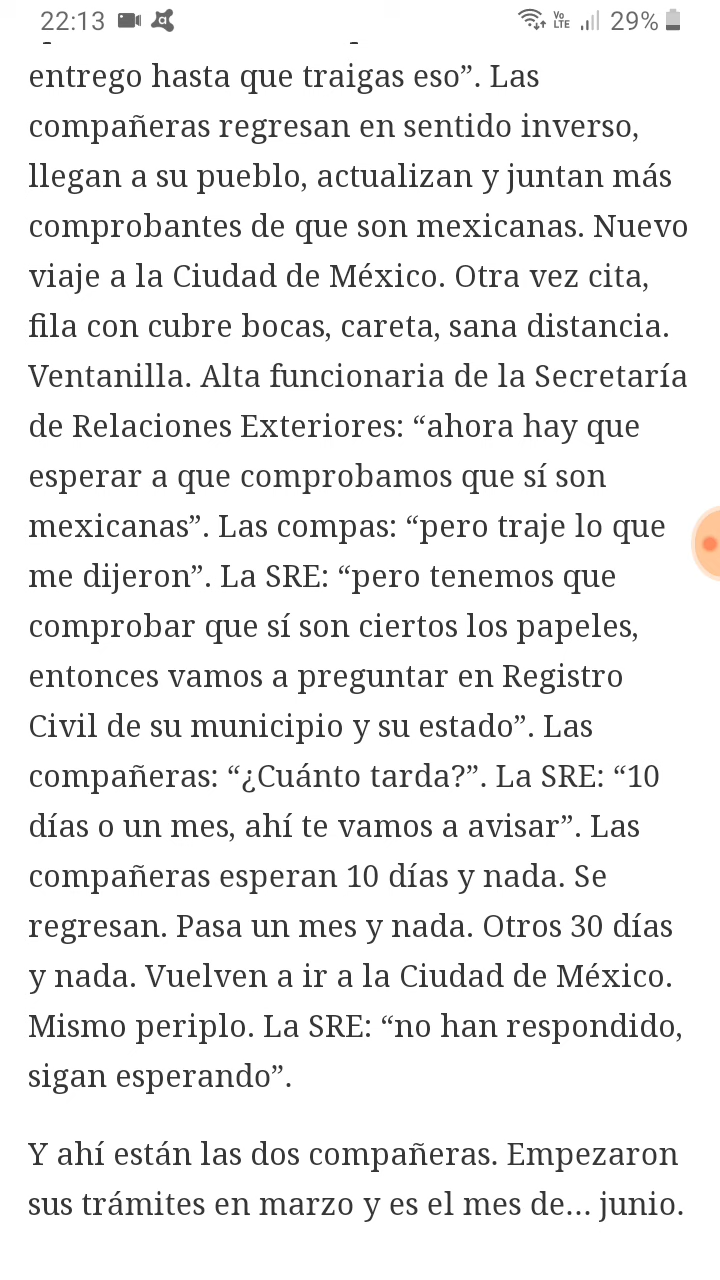 22:13
Vo LTE 29%
entrego hasta que traigas eso”. Las
compañeras regresan en sentido inverso,
llegan a su pueblo, actualizan y juntan más
comprobantes de que son mexicanas. Nuevo
viaje a la Ciudad de México. Otra vez cita,
fila con cubre bocas, careta, sana distancia.
Ventanilla. Alta funcionaria de la Secretaría
de Relaciones Exteriores: “ahora hay que
esperar a que comprobamos que sí son
mexicanas”. Las compas: “pero traje lo que
me dijeron”. La SRE: “pero tenemos que
comprobar que sí son ciertos los papeles,
entonces vamos a preguntar en Registro
Civil de su municipio y su estado”. Las
compañeras: “¿Cuánto tarda?”. La SRE: “10
días o un mes, ahí te vamos a avisar”. Las
compañeras esperan 10 días y nada. Se
regresan. Pasa un mes y nada. Otros 30 días
y nada. Vuelven a ir a la Ciudad de México.
Mismo periplo. La SRE: “no han respondido,
sigan esperando”.
Y ahí están las dos compañeras. Empezaron
sus trámites en marzo y es el mes de… junio.